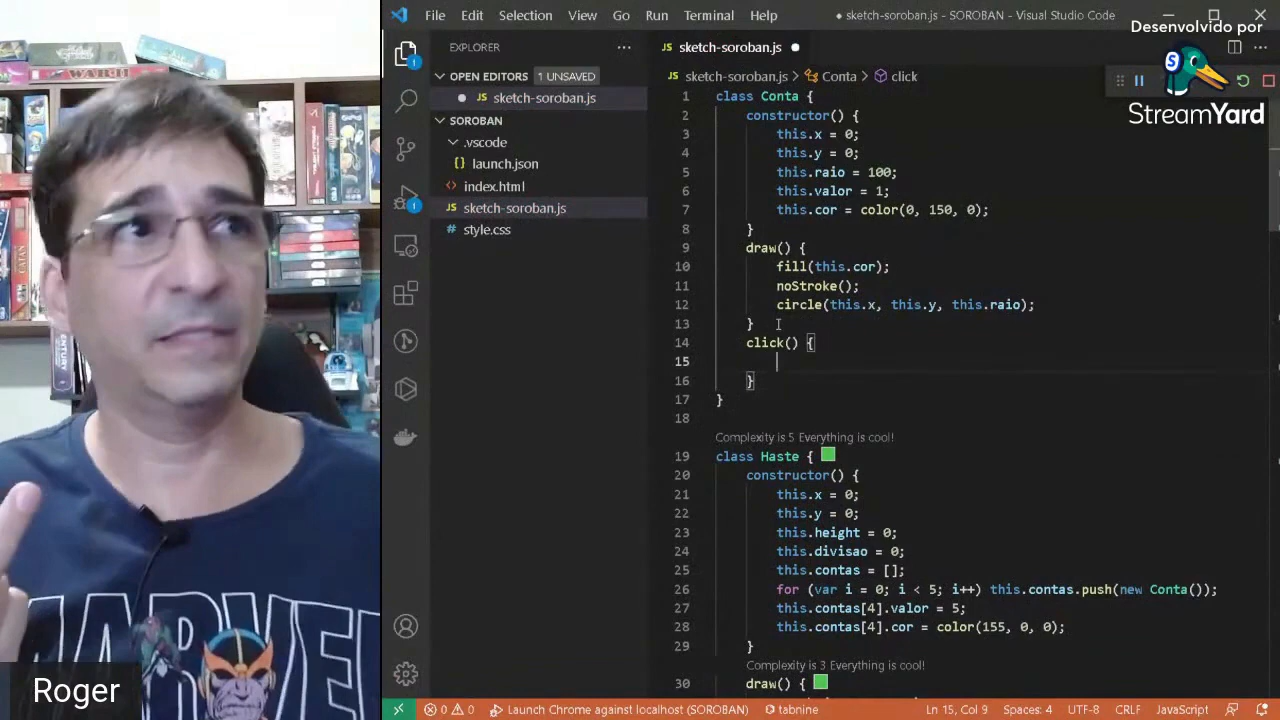 File Edit Selection View Go Run Terminal Help
● sketch-soroban.js - SOROBAN - Visual Studio Code
Desenvolvido por
StreamYard
EXPLORER
OPEN EDITORS 1 UNSAVED
JS sketch-soroban.js
SOROBAN
.vscode
{} launch.json
<> index.html
JS sketch-soroban.js
# style.css
JS sketch-soroban.js
JS sketch-soroban.js > Conta > click
1 class Conta {
2 constructor() {
3 this.x = 0;
4 this.y = 0;
5 this.raio = 100;
6 this.valor = 1;
7 this.cor = color(0, 150, 0);
8 }
9 draw() {
10 fill(this.cor);
11 noStroke();
12 circle(this.x, this.y, this.raio);
13 }
14 click() {
15
16 }
17 }
18
Complexity is 5 Everything is cool!
19 class Haste {
20 constructor() {
21 this.x = 0;
22 this.y = 0;
23 this.height = 0;
24 this.divisao = 0;
25 this.contas = [];
26 for (var i = 0; i < 5; i++) this.contas.push(new Conta());
27 this.contas[4].valor = 5;
28 this.contas[4].cor = color(155, 0, 0);
29 }
Complexity is 3 Everything is cool!
30 draw() {
CATAN
CENTURY
MARVEL
Roger
0 0 Launch Chrome against localhost (SOROBAN) tabnine
Ln 15, Col 9 Spaces: 4 UTF-8 CRLF JavaScript